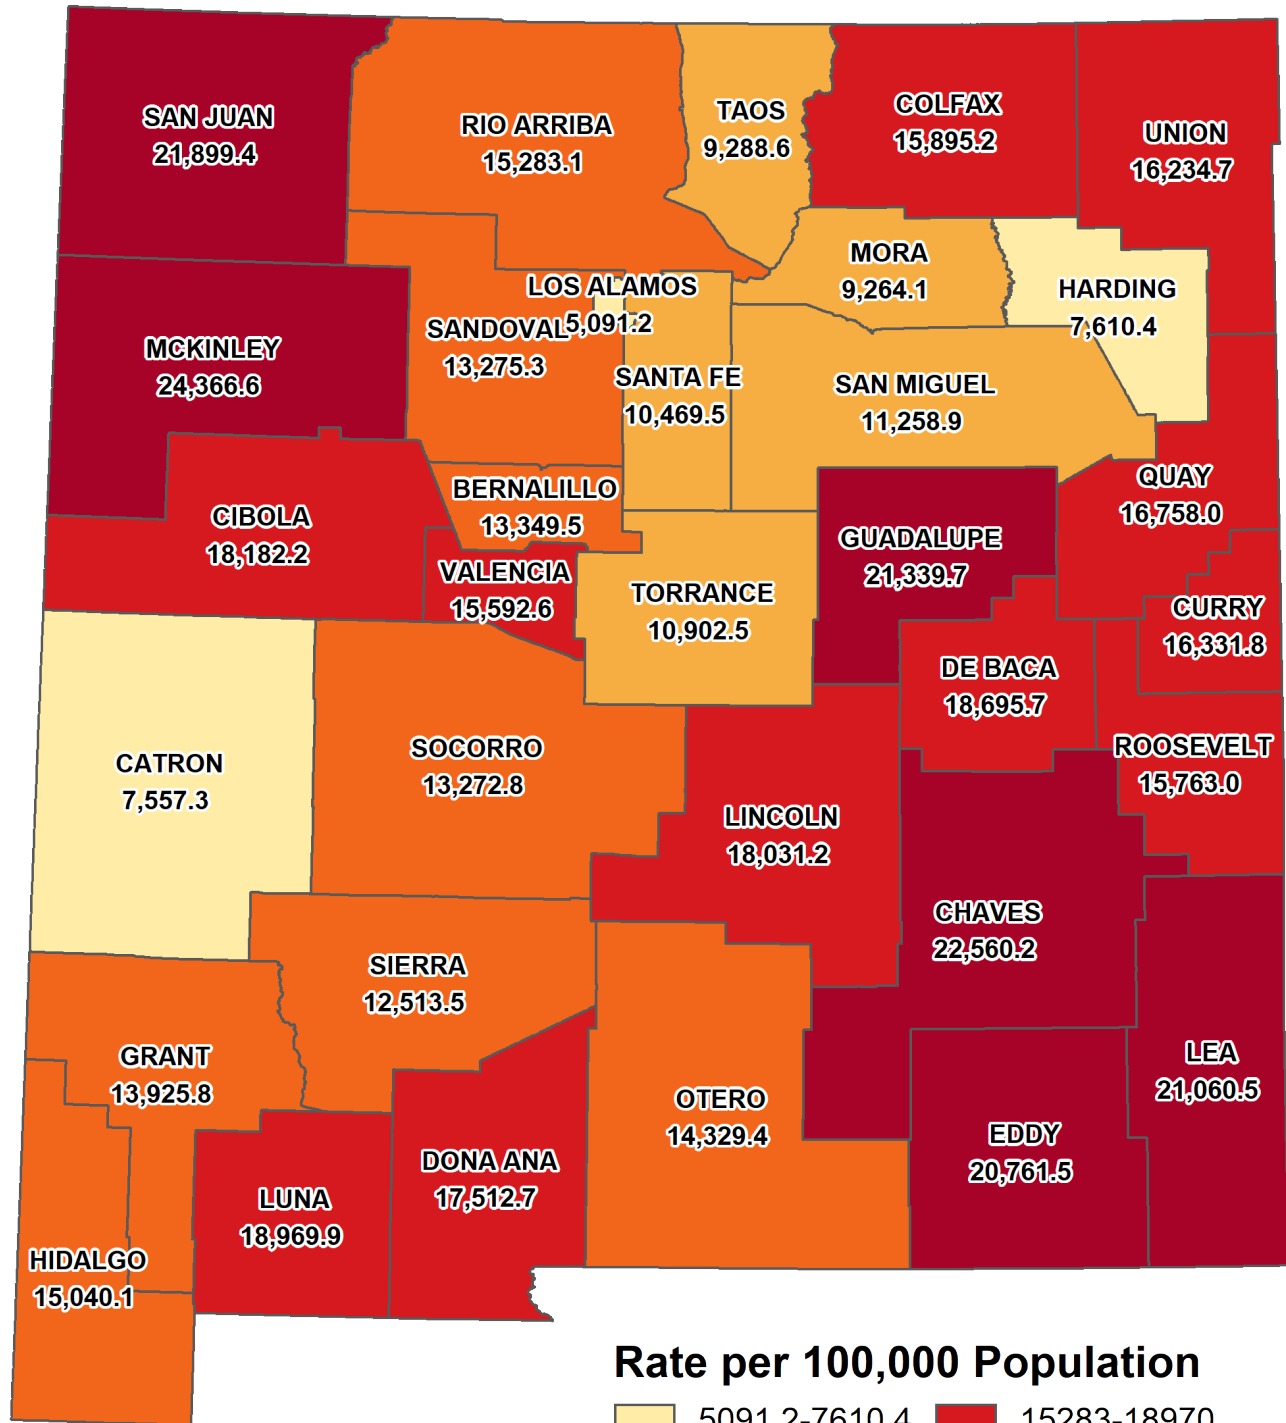 SAN JUAN
21,899.4
RIO ARRIBA
15,283.1
TAOS
9,288.6
COLFAX
15,895.2
UNION
16,234.7
MORA
9,264.1
HARDING
7,610.4
LOS ALAMOS
5,091.2
SANDOVAL
13,275.3
MCKINLEY
24,366.6
SANTA FE
10,469.5
SAN MIGUEL
11,258.9
QUAY
16,758.0
BERNALILLO
13,349.5
CIBOLA
18,182.2
GUADALUPE
21,339.7
VALENCIA
15,592.6
TORRANCE
10,902.5
CURRY
16,331.8
DE BACA
18,695.7
ROOSEVELT
15,763.0
CATRON
7,557.3
SOCORRO
13,272.8
LINCOLN
18,031.2
CHAVES
22,560.2
SIERRA
12,513.5
GRANT
13,925.8
LEA
21,060.5
OTERO
14,329.4
EDDY
20,761.5
DONA ANA
17,512.7
LUNA
18,969.9
HIDALGO
15,040.1
Rate per 100,000 Population
5091.2-7610.4 15283-18970